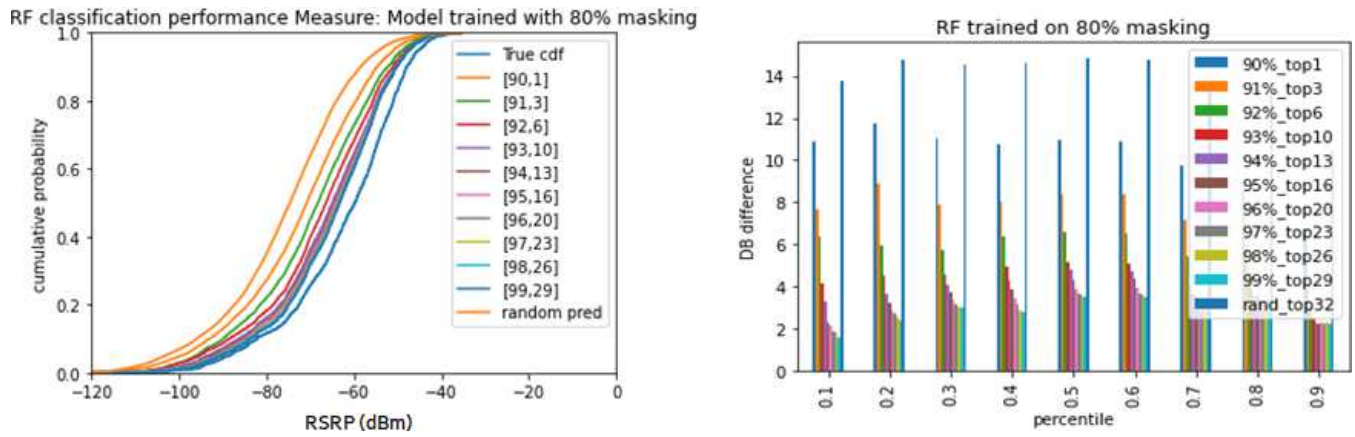 RF classification performance Measure: Model trained with 80% masking
1.0
0.8
0.6
0.4
0.2
0.0
cumulative probability
True cdf
[90,1]
[91,3]
[92,6]
[93,10]
[94,13]
[95,16]
[96,20]
[97,23]
[98,26]
[99,29]
random pred
−120
−100
−80
−60
−40
−20
0
RSRP (dBm)
RF trained on 80% masking
14
12
10
8
6
4
2
0
DB difference
90%_top1
91%_top3
92%_top6
93%_top10
94%_top13
95%_top16
96%_top20
97%_top23
98%_top26
99%_top29
rand_top32
0.1
0.2
0.3
0.4
0.5
0.6
0.7
0.8
0.9
percentile